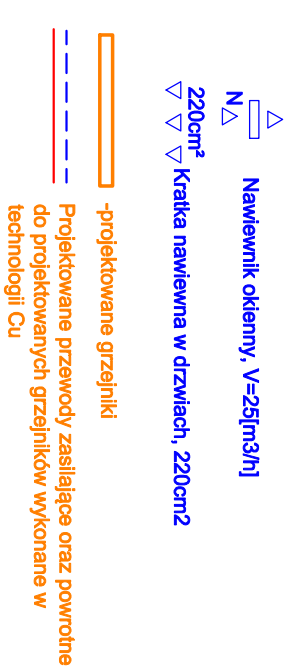 N
Nawiewnik okienny, V=25[m3/h]
220cm²
Kratka nawiewna w drzwiach, 220cm2
-projektowane grzejniki
Projektowane przewody zasilające oraz powrotne
do projektowanych grzejników wykonane w
technologii Cu